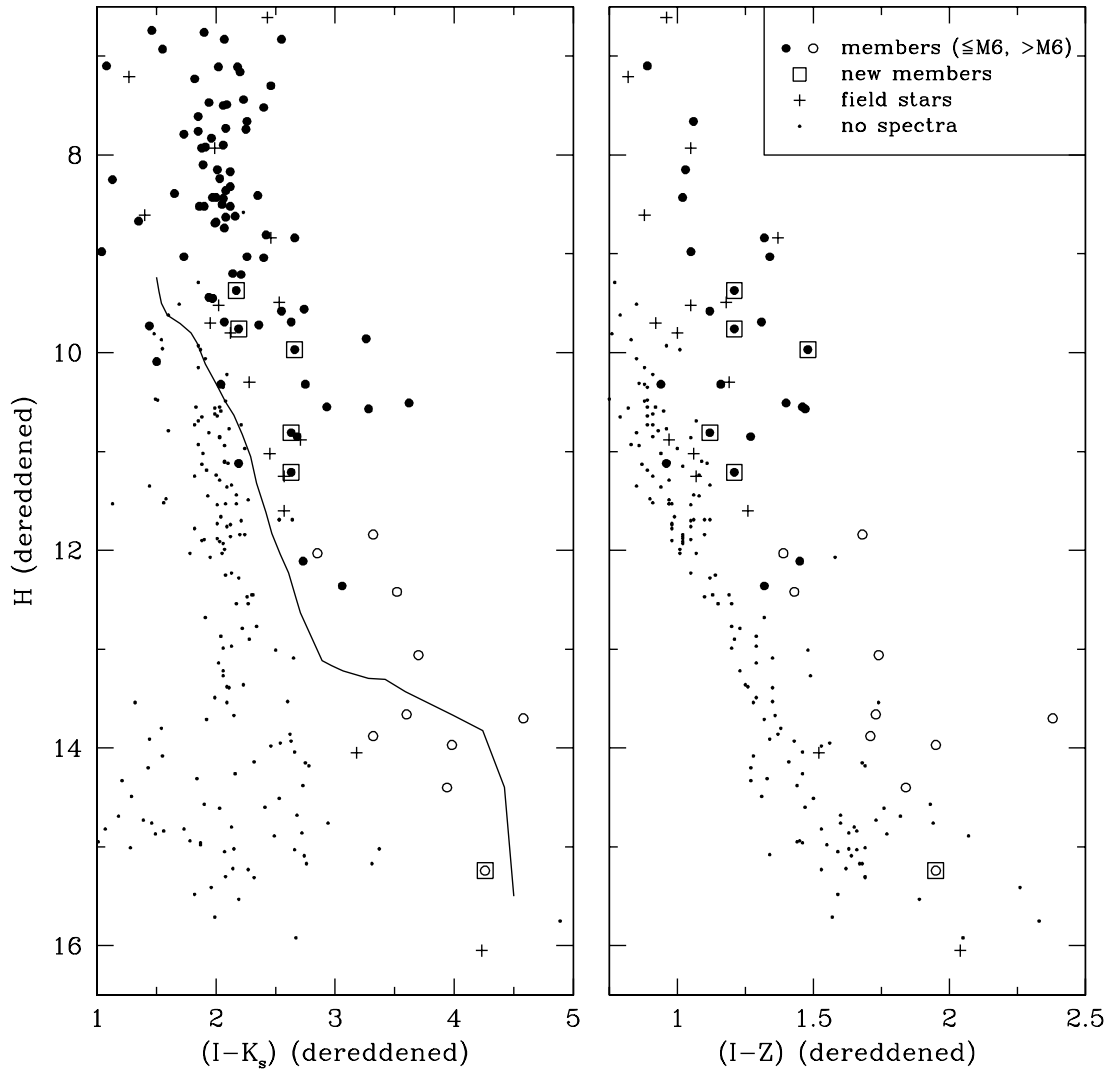 members (≦M6, >M6)
new members
field stars
no spectra
8
10
12
14
16
H (dereddened)
1 2 3 4 5
1 1.5 2 2.5
(I−Ks) (dereddened)
(I−Z) (dereddened)